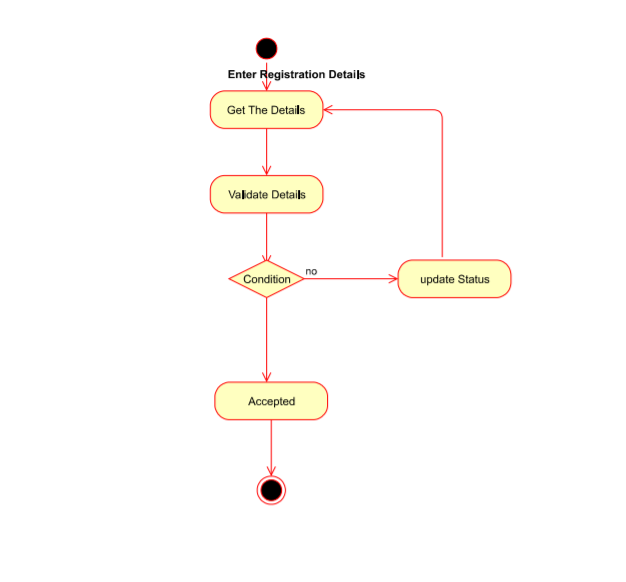 Enter Registration Details
Get The Details
Validate Details
Condition
no
update Status
Accepted